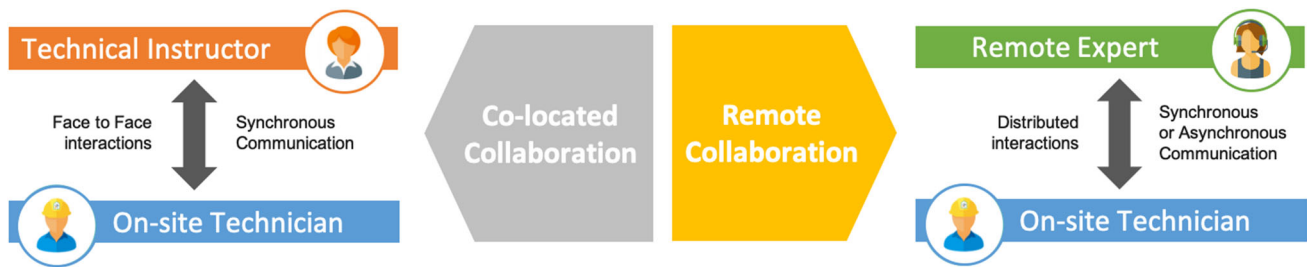 Technical Instructor
Face to Face
interactions
Synchronous
Communication
On-site Technician
Co-located
Collaboration
Remote
Collaboration
Remote Expert
Distributed
interactions
Synchronous
or Asynchronous
Communication
On-site Technician